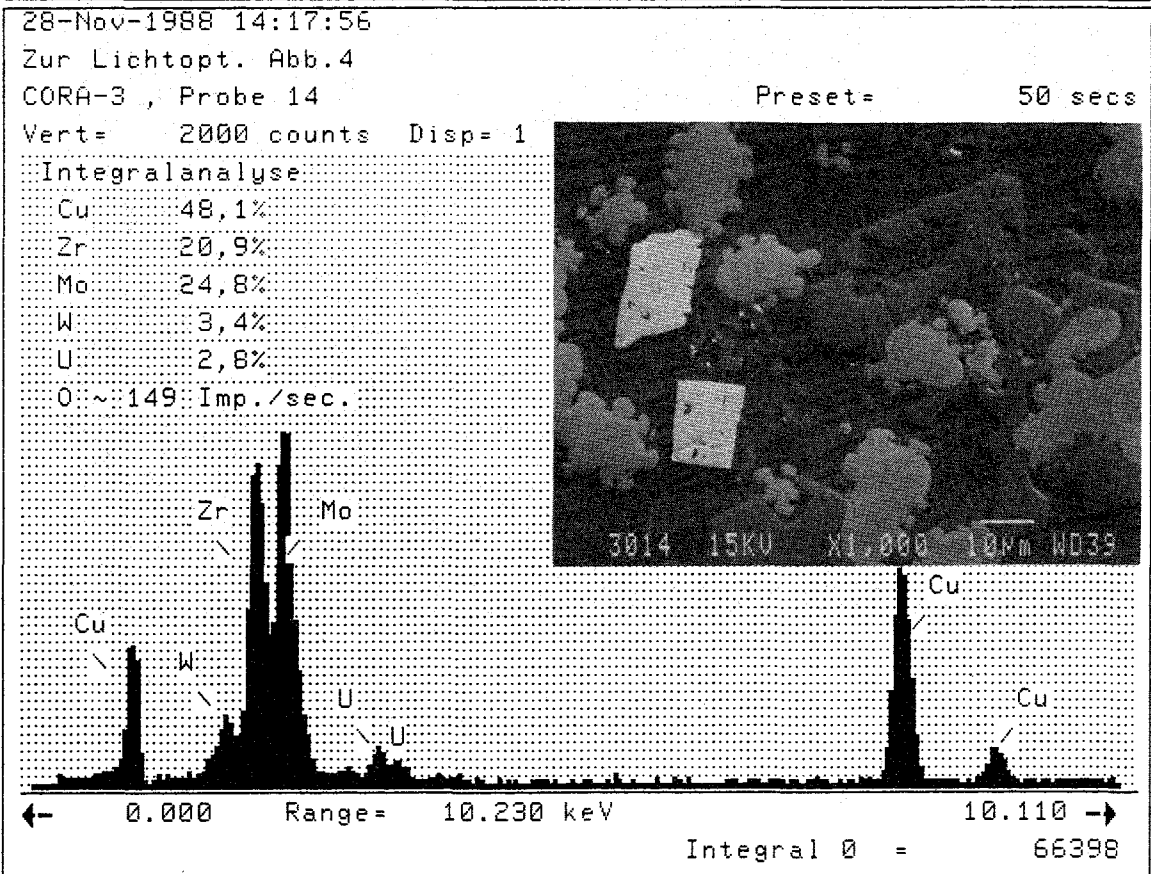 28-Nov-1988 14:17:56
Zur Lichtopt. Abb.4
CORA-3 , Probe 14
Preset= 50 secs
Vert= 2000 counts Disp= 1
Integralanalyse
Cu 48,1%
Zr 20,9%
Mo 24,8%
W 3,4%
U 2,8%
O ~ 149 Imp./sec.
Zr Mo
3014 15KV X1,000 10µm WD39
Cu
Cu
W
U
U
Cu
0.000 Range= 10.230 keV 10.110
Integral 0 = 66398